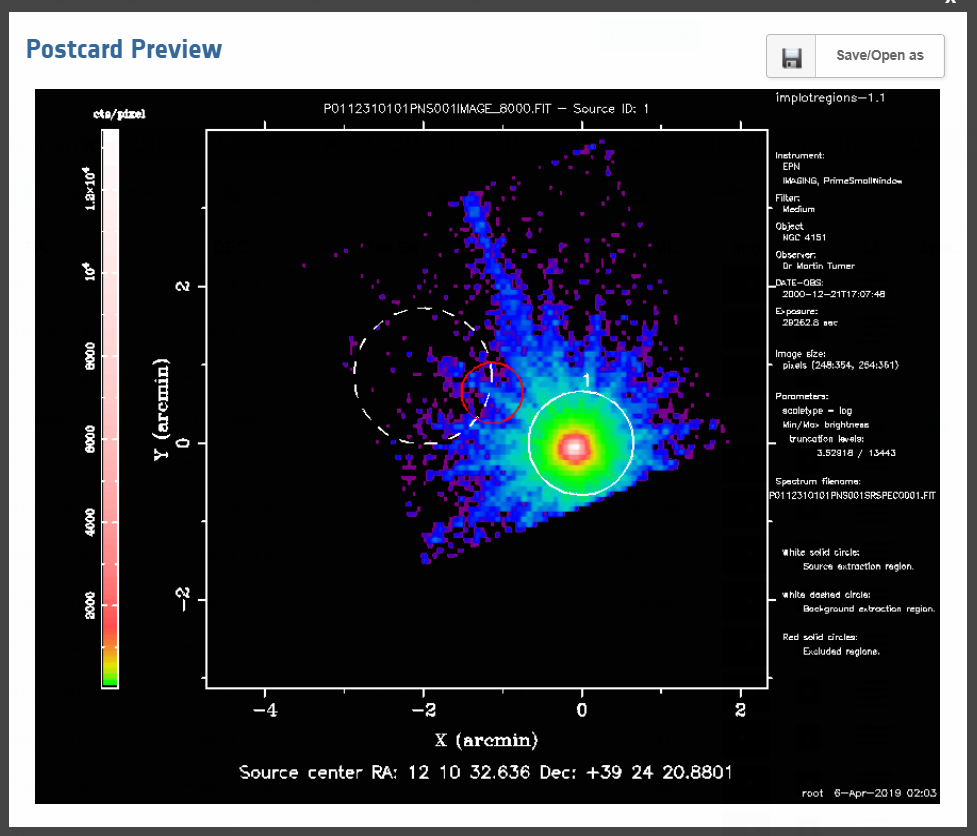 x
Postcard Preview
Save/Open as
implotregions-1.1
cts/pixel
P0112310101PNS001IMAGE_8000.FIT - Source ID: 1
Instrument:
EPN
IMAGING, PrimeSmallWindow
Filter:
Medium
Object
NGC 4151
Observer:
Dr Martin Turner
DATE-OBS:
2000-12-21T17:07:48
Exposure:
29262.8 sec
Image size:
pixels (248:354, 254:351)
Parameters:
scaletype = log
Min/Max brightness
truncation levels:
3.52918 / 13443
Spectrum filename:
P0112310101PNS001SRSPEC0001.FIT
White solid circle:
Source extraction region.
White dashed circle:
Background extraction region.
Red solid circles:
Excluded regions.
1.2×10⁴
10⁴
8000
6000
4000
2000
Y (arcmin)
2
0
-2
1
-4 -2 0 2
X (arcmin)
Source center RA: 12 10 32.636 Dec: +39 24 20.8801
root 6-Apr-2019 02:03